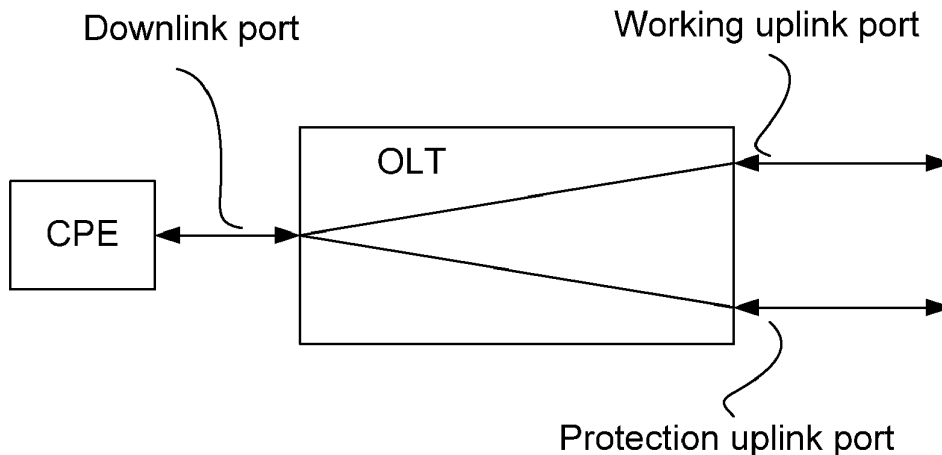 Downlink port
Working uplink port
OLT
CPE
Protection uplink port